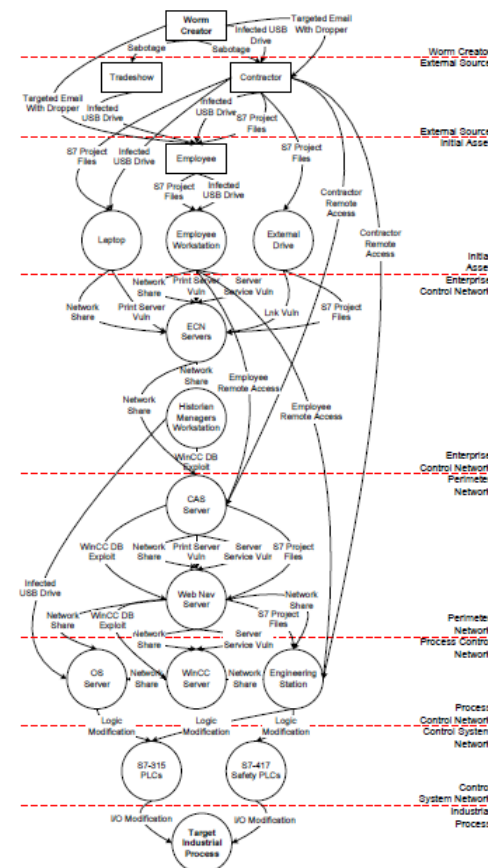 Worm
Creator
Infected
USB
Drive
Targeted Email
With Dropper
Sabotage
Sabotage
Worm Creator
External Source
Tradeshow
Contractor
Targeted Email
With Dropper
Infected
USB Drive
Infected
USB Drive
S7 Project
Files
S7 Project
Files
External Source
Initial Asset
S7 Project
Files
Infected
USB Drive
Employee
S7 Project
Files
Infected
USB Drive
Contractor
Remote
Access
Contractor
Remote
Access
Laptop
Employee
Workstation
External
Drive
Initial
Asset
Enterprise
Control Network
Network
Share
Print Server
Vuln
Network
Share
Print Server
Vuln
Server
Service Vuln
Lnk Vuln
S7 Project
Files
ECN
Servers
Network
Share
Network
Share
Employee
Remote Access
Employee
Remote Access
Historian
Managers
Workstation
WinCC DB
Exploit
Enterprise
Control Network
Perimeter
Network
CAS
Server
WinCC DB
Exploit
Network
Share
Print Server
Vuln
Server
Service Vuln
S7 Project
Files
Infected
USB Drive
Web Nav
Server
Network
Share
WinCC DB
Exploit
S7 Project
Files
Network
Share
Perimeter
Network
Process Control
Network
Network
Share
Server
Service Vuln
OS
Server
Network
Share
WinCC
Server
Network
Share
Engineering
Station
Logic
Modification
Logic
Modification
Logic
Modification
Process
Control Network
Control System
Network
S7-315
PLCs
S7-417
Safety PLCs
Control
System Network
Industrial
Process
I/O Modification
I/O Modification
Target
Industrial
Process